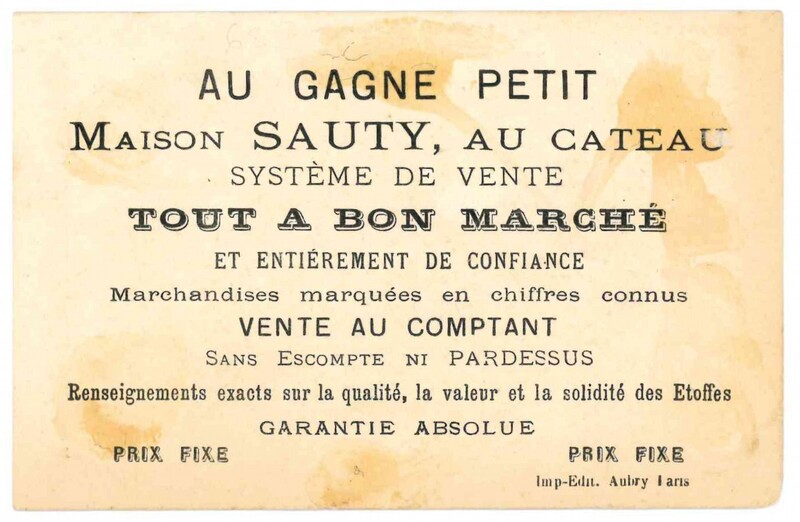 AU GAGNE PETIT
MAISON SAUTY, AU CATEAU
SYSTÈME DE VENTE
TOUT A BON MARCHÉ
ET ENTIÉREMENT DE CONFIANCE
Marchandises marquées en chiffres connus
VENTE AU COMPTANT
SANS ESCOMPTE NI PARDESSUS
Renseignements exacts sur la qualité, la valeur et la solidité des Etoffes
GARANTIE ABSOLUE
PRIX FIXE PRIX FIXE
Imp-Edit. Aubry Paris